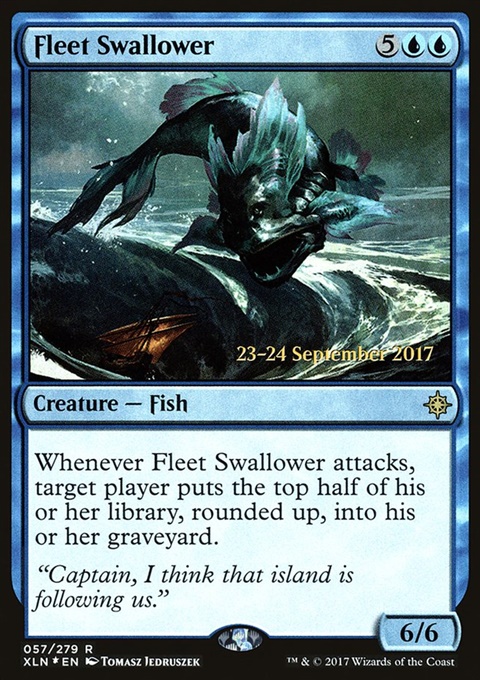 Fleet Swallower 5
23–24 September 2017
Creature — Fish
Whenever Fleet Swallower attacks,
target player puts the top half of his
or her library, rounded up, into his
or her graveyard.
“Captain, I think that island is
following us.”
6/6
057/279 R
XLN ★ EN Tomasz Jedruszek
™ & © 2017 Wizards of the Coast